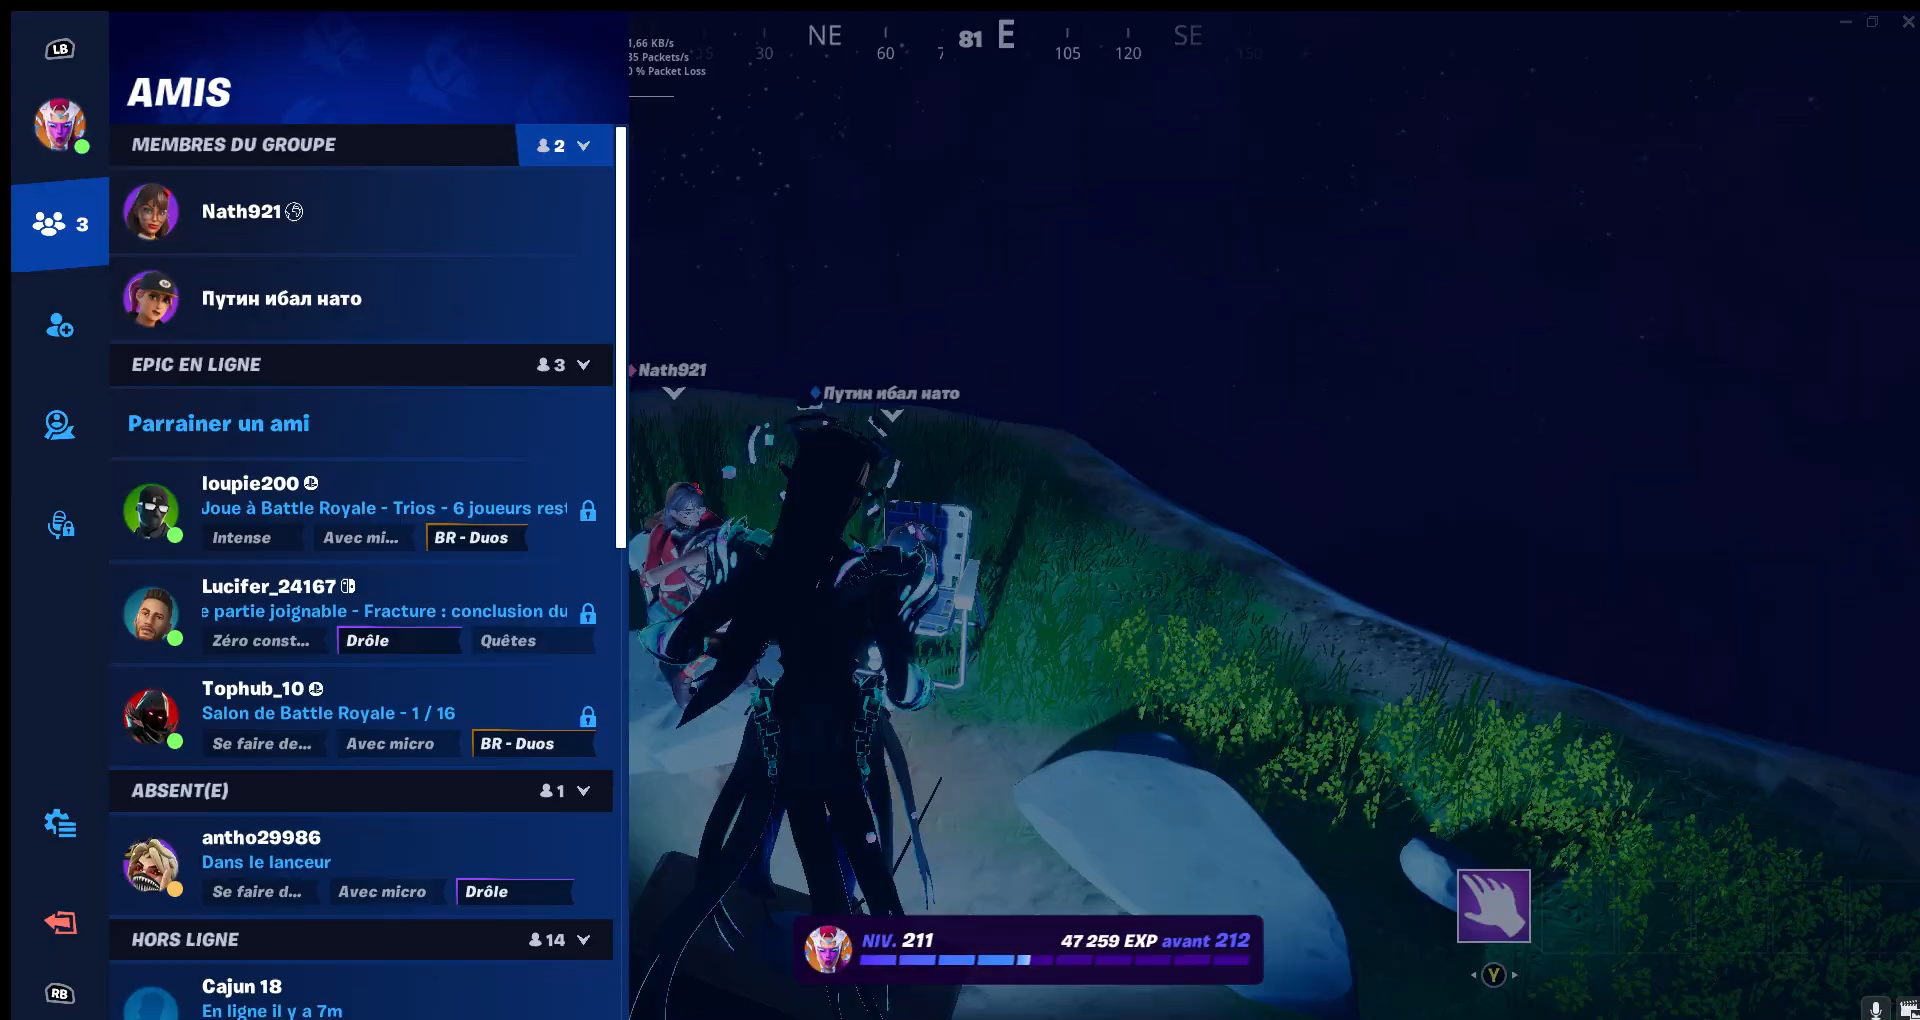 LB
AMIS
MEMBRES DU GROUPE
2
Nath921
3
Путин ибал нато
EPIC EN LIGNE
3
Parrainer un ami
loupie200
Joue à Battle Royale - Trios - 6 joueurs rest
Intense
Avec mi...
BR - Duos
Lucifer_24167
e partie joignable - Fracture : conclusion du
Zéro const...
Drôle
Quêtes
Tophub_10
Salon de Battle Royale - 1 / 16
Se faire de...
Avec micro
BR - Duos
ABSENT(E)
1
antho29986
Dans le lanceur
Se faire d...
Avec micro
Drôle
HORS LIGNE
14
RB
Cajun 18
En ligne il y a 7m
1,66 KB/s
35 Packets/s
0 % Packet Loss
15
30
NE
60
7
81
E
105
120
SE
150
Nath921
Путин ибал нато
NIV. 211
47 259 EXP avant 212
Y